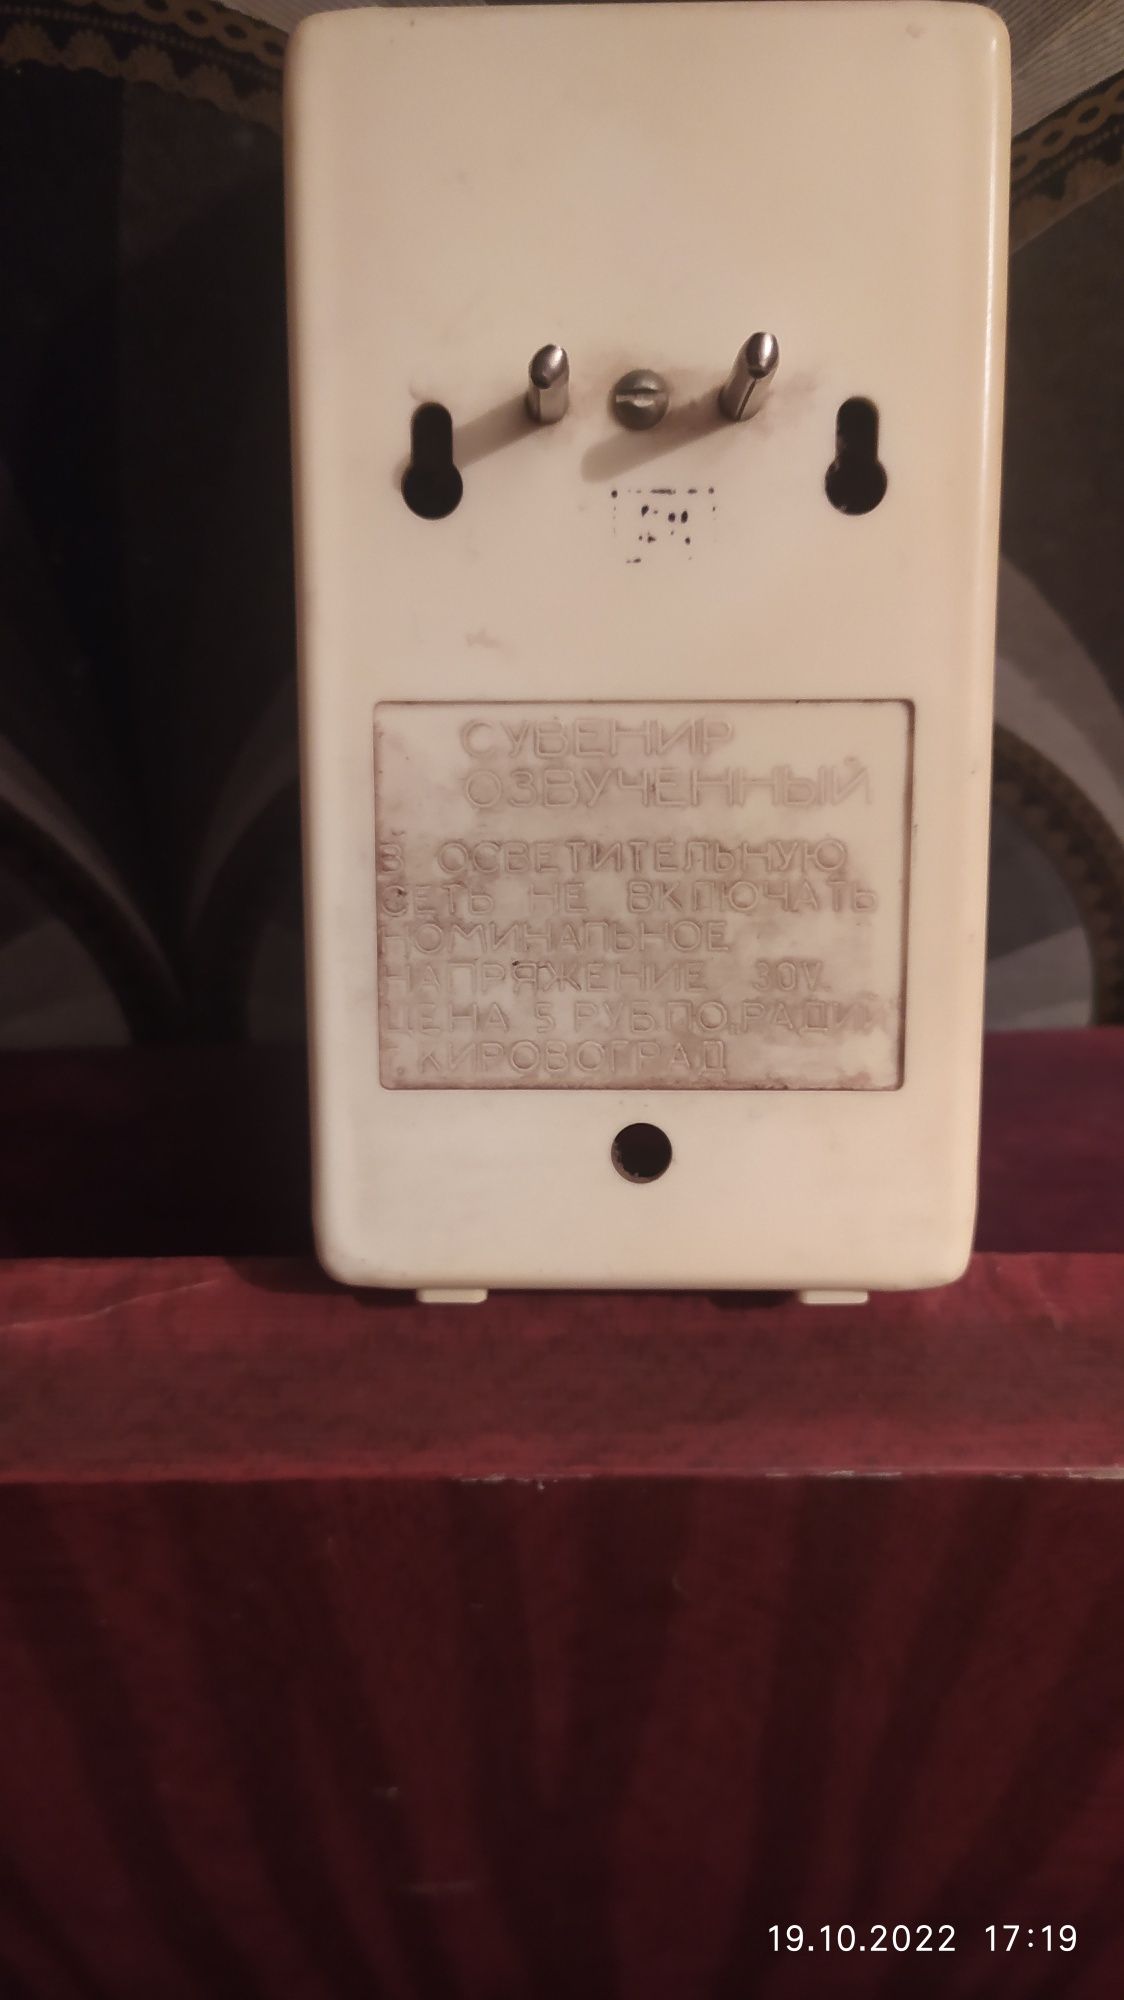 СУВЕНИР
ОЗВУЧЕННЫЙ
В ОСВЕТИТЕЛЬНУЮ
СЕТЬ НЕ ВКЛЮЧАТЬ
НОМИНАЛЬНОЕ
НАПРЯЖЕНИЕ 30V.
ЦЕНА 5 РУБ.ПО„РАДИЙ
Г.КИРОВОГРАД
19.10.2022 17:19